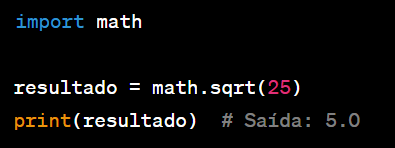 import math
resultado = math.sqrt(25)
print(resultado)  # Saída: 5.0